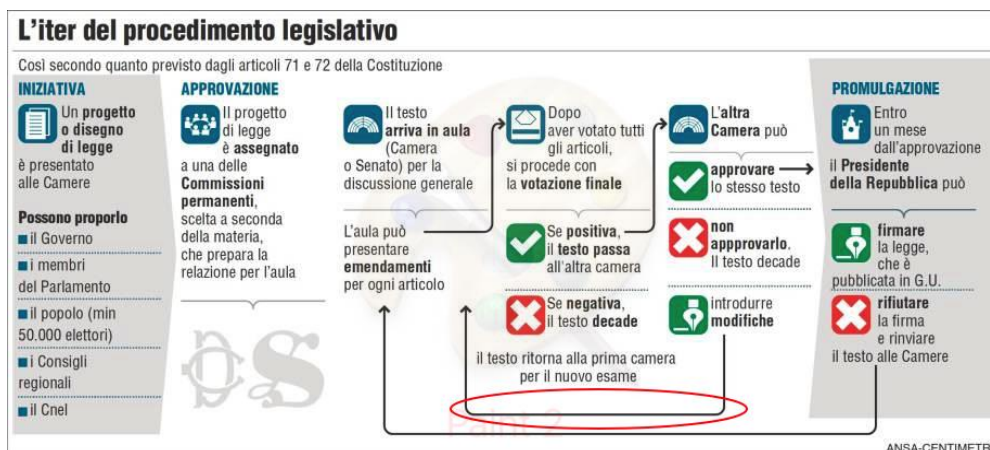 L'iter del procedimento legislativo
Così secondo quanto previsto dagli articoli 71 e 72 della Costituzione
INIZIATIVA
Un progetto
o disegno
di legge
è presentato
alle Camere
Possono proporlo
il Governo
i membri
del Parlamento
il popolo (min
50.000 elettori)
i Consigli
regionali
il Cnel
APPROVAZIONE
Il progetto
di legge
è assegnato
a una delle
Commissioni
permanenti,
scelta a seconda
della materia,
che prepara la
relazione per l'aula
Il testo
arriva in aula
(Camera
o Senato) per la
discussione generale
L'aula può
presentare
emendamenti
per ogni articolo
Dopo
aver votato tutti
gli articoli,
si procede con
la votazione finale
Se positiva,
il testo passa
all'altra camera
Se negativa,
il testo decade
il testo ritorna alla prima camera
per il nuovo esame
L'altra
Camera può
approvare
lo stesso testo
non
appprovarlo.
Il testo decade
introdurre
modifiche
PROMULGAZIONE
Entro
un mese
dall'approvazione
il Presidente
della Repubblica può
firmare
la legge,
che è
pubblicata in G.U.
rifiutare
la firma
e rinviare
il testo alle Camere
Paint 2
ANSA-CENTIMETR